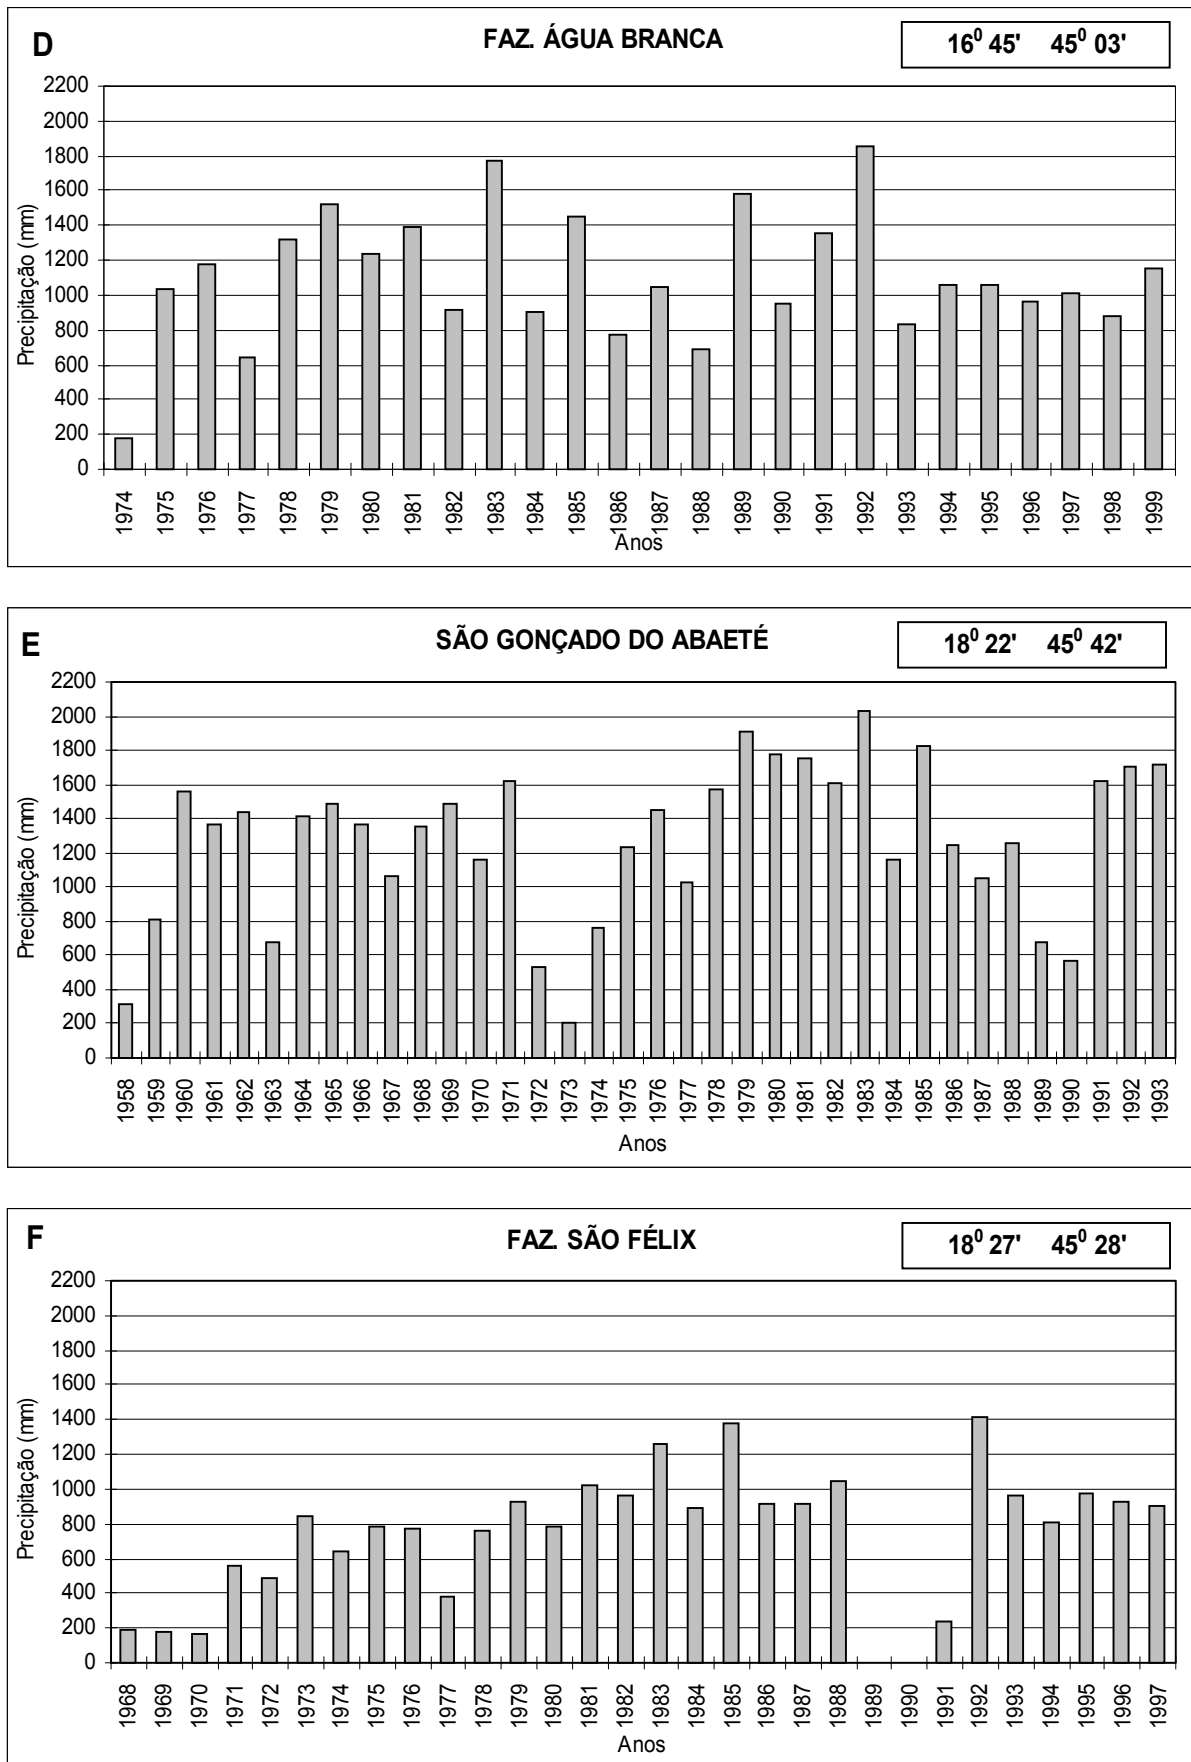 D
FAZ. ÁGUA BRANCA
16⁰ 45' 45⁰ 03'
Precipitação (mm)
2200
2000
1800
1600
1400
1200
1000
800
600
400
200
0
1974 1975 1976 1977 1978 1979 1980 1981 1982 1983 1984 1985 1986 1987 1988 1989 1990 1991 1992 1993 1994 1995 1996 1997 1998 1999
Anos
E
SÃO GONÇADO DO ABAETÉ
18⁰ 22' 45⁰ 42'
Precipitação (mm)
2200
2000
1800
1600
1400
1200
1000
800
600
400
200
0
1958 1959 1960 1961 1962 1963 1964 1965 1966 1967 1968 1969 1970 1971 1972 1973 1974 1975 1976 1977 1978 1979 1980 1981 1982 1983 1984 1985 1986 1987 1988 1989 1990 1991 1992 1993
Anos
F
FAZ. SÃO FÉLIX
18⁰ 27' 45⁰ 28'
Precipitação (mm)
2200
2000
1800
1600
1400
1200
1000
800
600
400
200
0
1968 1969 1970 1971 1972 1973 1974 1975 1976 1977 1978 1979 1980 1981 1982 1983 1984 1985 1986 1987 1988 1989 1990 1991 1992 1993 1994 1995 1996 1997
Anos